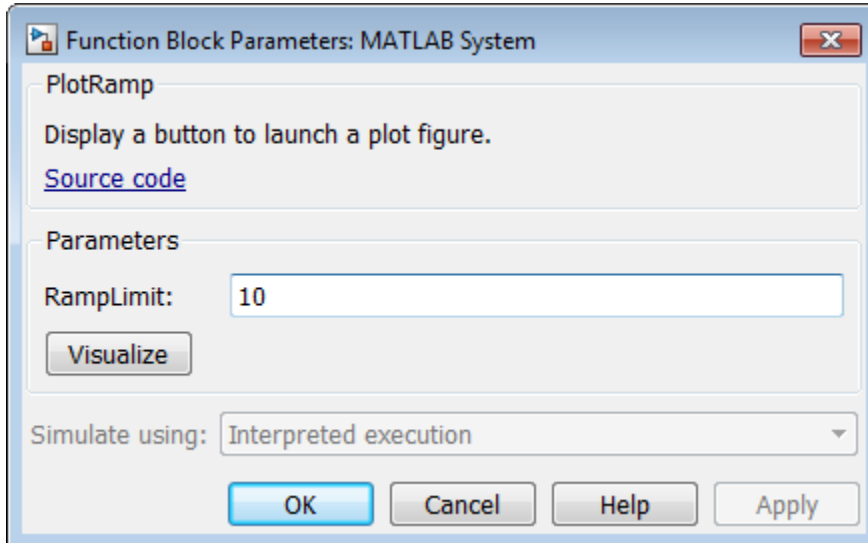 Function Block Parameters: MATLAB System
PlotRamp
Display a button to launch a plot figure.
Source code
Parameters
RampLimit: 10
Visualize
Simulate using: Interpreted execution
OK Cancel Help Apply